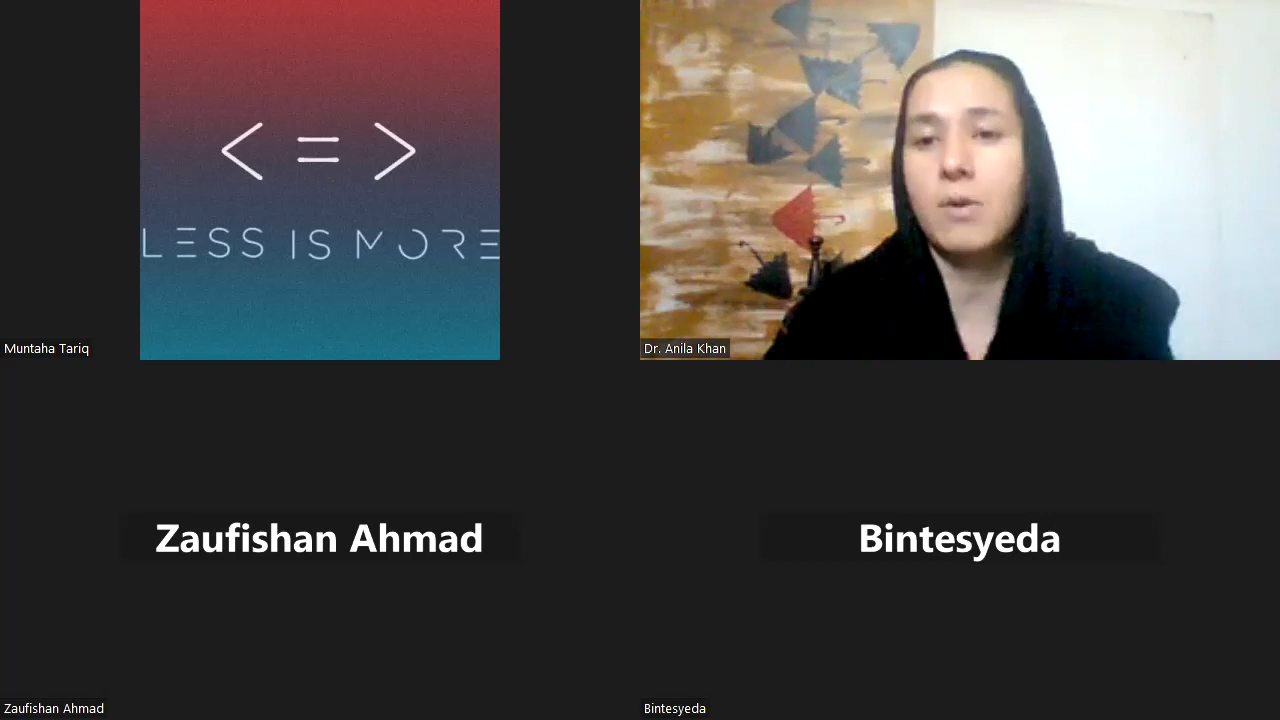 < = >
LESS IS MORE
Muntaha Tariq
Dr. Anila Khan
Zaufishan Ahmad
Bintesyeda
Zaufishan Ahmad
Bintesyeda